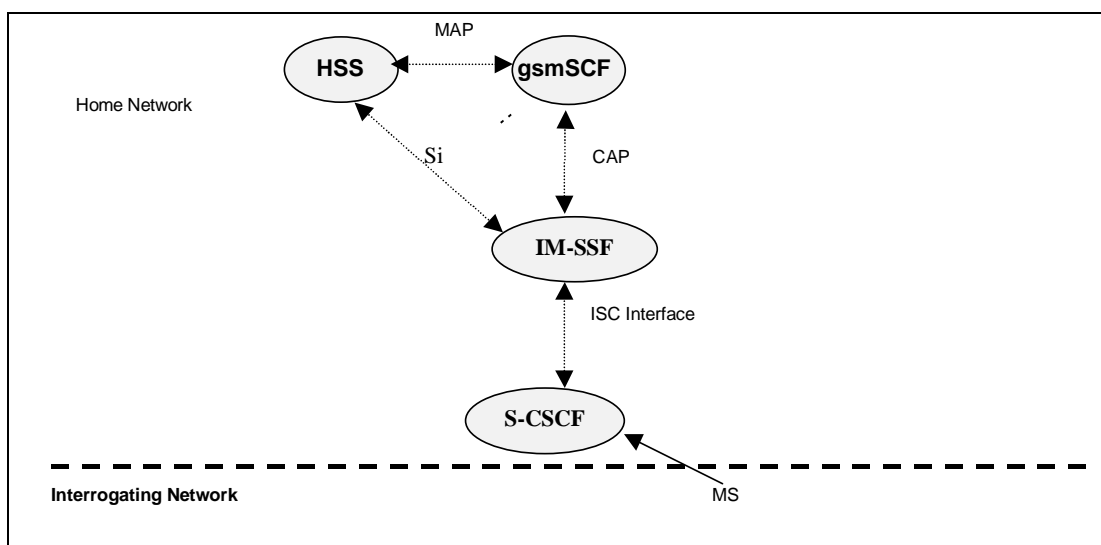 MAP
HSS
gsmSCF
Home Network
Si
CAP
IM-SSF
ISC Interface
S-CSCF
Interrogating Network
MS